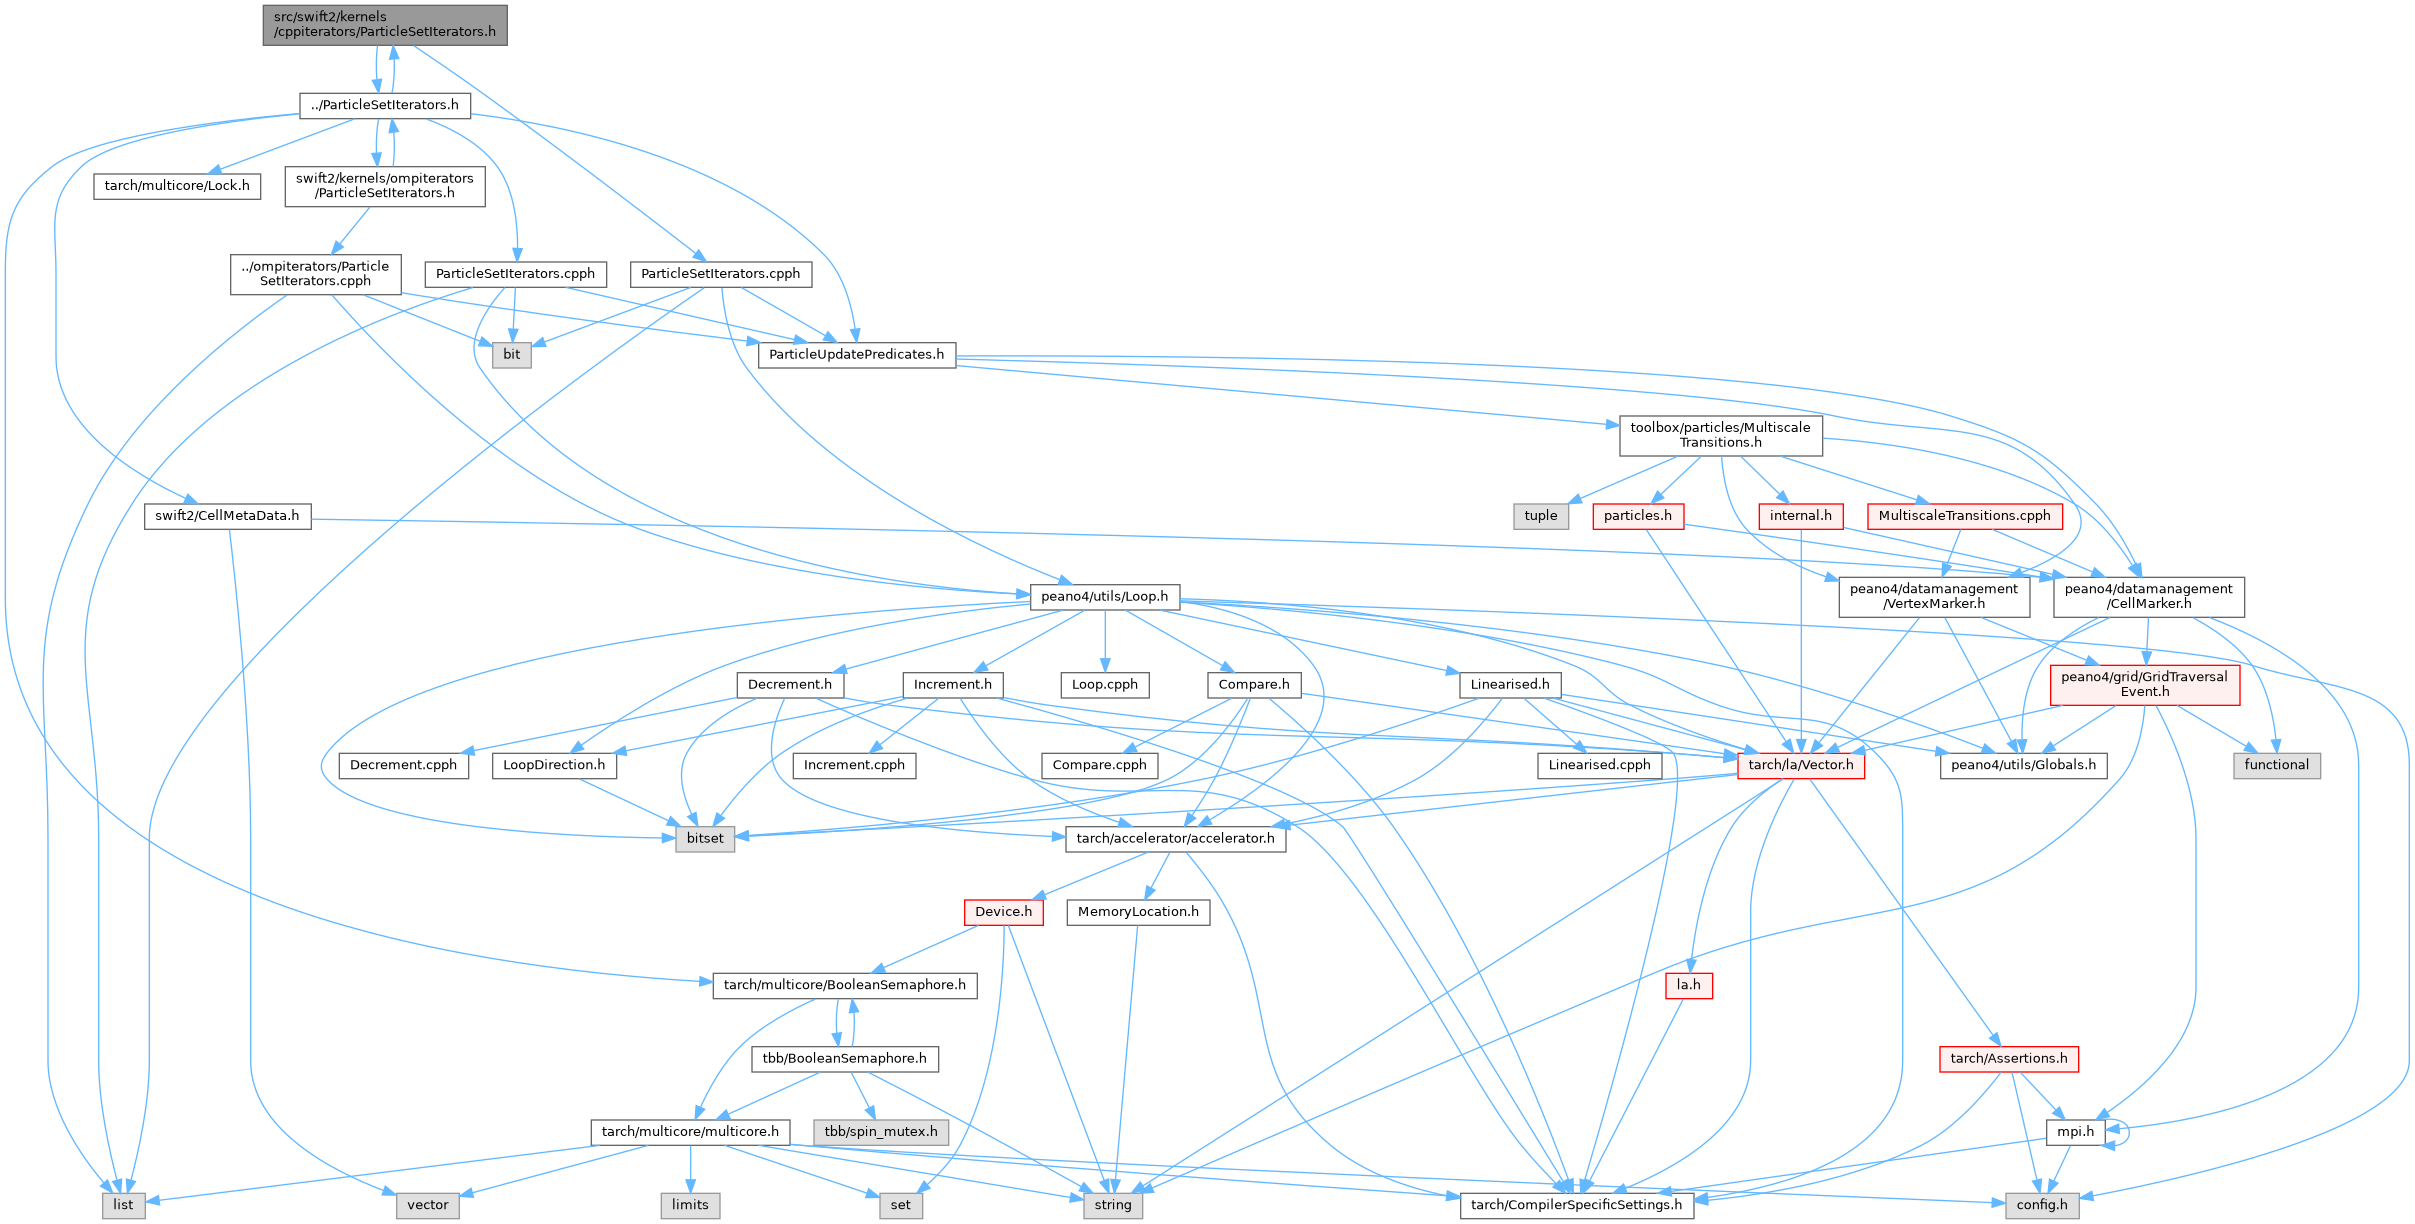 src/swift2/kernels
/cppiterators/ParticleSetIterators.h
../ParticleSetIterators.h
tarch/multicore/Lock.h
swift2/kernels/ompiterators
/ParticleSetIterators.h
../ompiterators/Particle
SetIterators.cpph
ParticleSetIterators.cpph
ParticleSetIterators.cpph
bit
ParticleUpdatePredicates.h
toolbox/particles/Multiscale
Transitions.h
swift2/CellMetaData.h
tuple
particles.h
internal.h
MultiscaleTransitions.cpph
peano4/utils/Loop.h
peano4/datamanagement
/VertexMarker.h
peano4/datamanagement
/CellMarker.h
Decrement.h
Increment.h
Loop.cpph
Compare.h
Linearised.h
peano4/grid/GridTraversal
Event.h
Decrement.cpph
LoopDirection.h
Increment.cpph
Compare.cpph
Linearised.cpph
tarch/la/Vector.h
peano4/utils/Globals.h
functional
bitset
tarch/accelerator/accelerator.h
Device.h
MemoryLocation.h
tarch/multicore/BooleanSemaphore.h
la.h
tbb/BooleanSemaphore.h
tarch/Assertions.h
tarch/multicore/multicore.h
tbb/spin_mutex.h
mpi.h
list
vector
limits
set
string
tarch/CompilerSpecificSettings.h
config.h